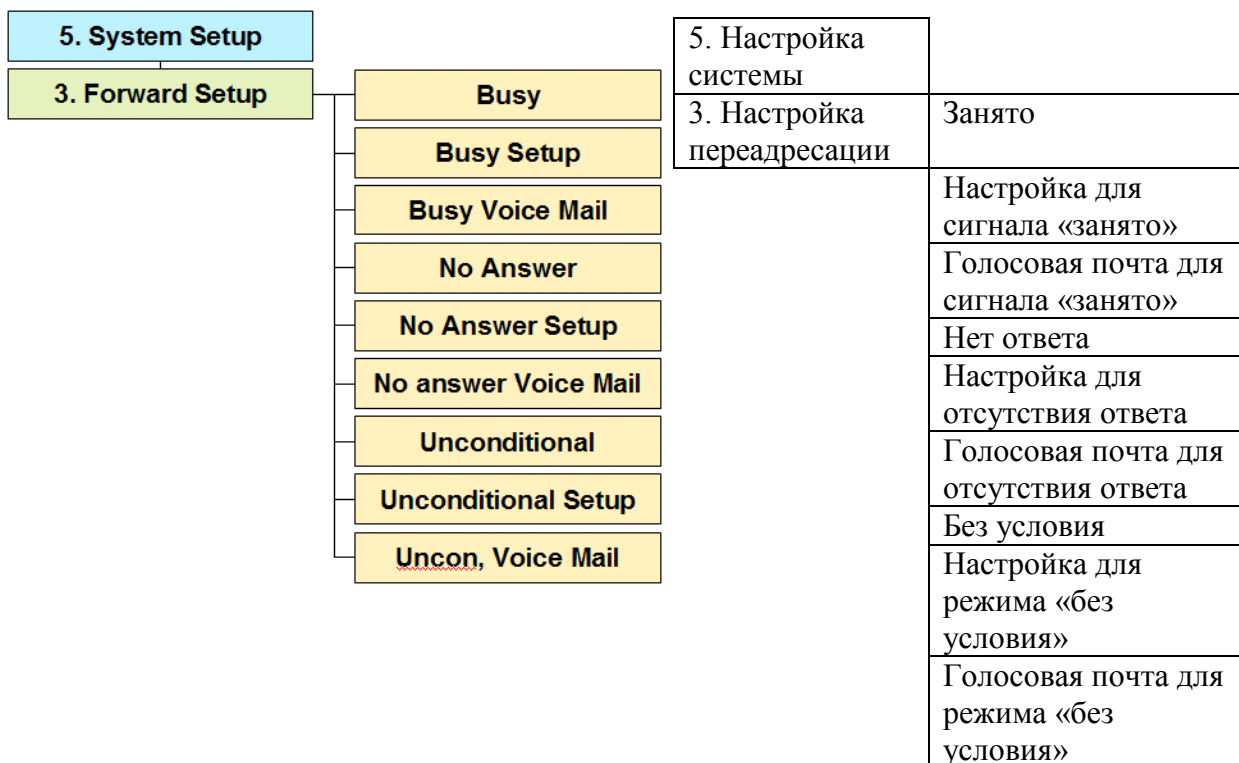 5. System Setup
3. Forward Setup
Busy
Busy Setup
Busy Voice Mail
No Answer
No Answer Setup
No answer Voice Mail
Unconditional
Unconditional Setup
Uncon, Voice Mail
5. Настройка
системы
3. Настройка
переадресации
Занято
Настройка для
сигнала «занято»
Голосовая почта для
сигнала «занято»
Нет ответа
Настройка для
отсутствия ответа
Голосовая почта для
отсутствия ответа
Без условия
Настройка для
режима «без
условия»
Голосовая почта для
режима «без
условия»